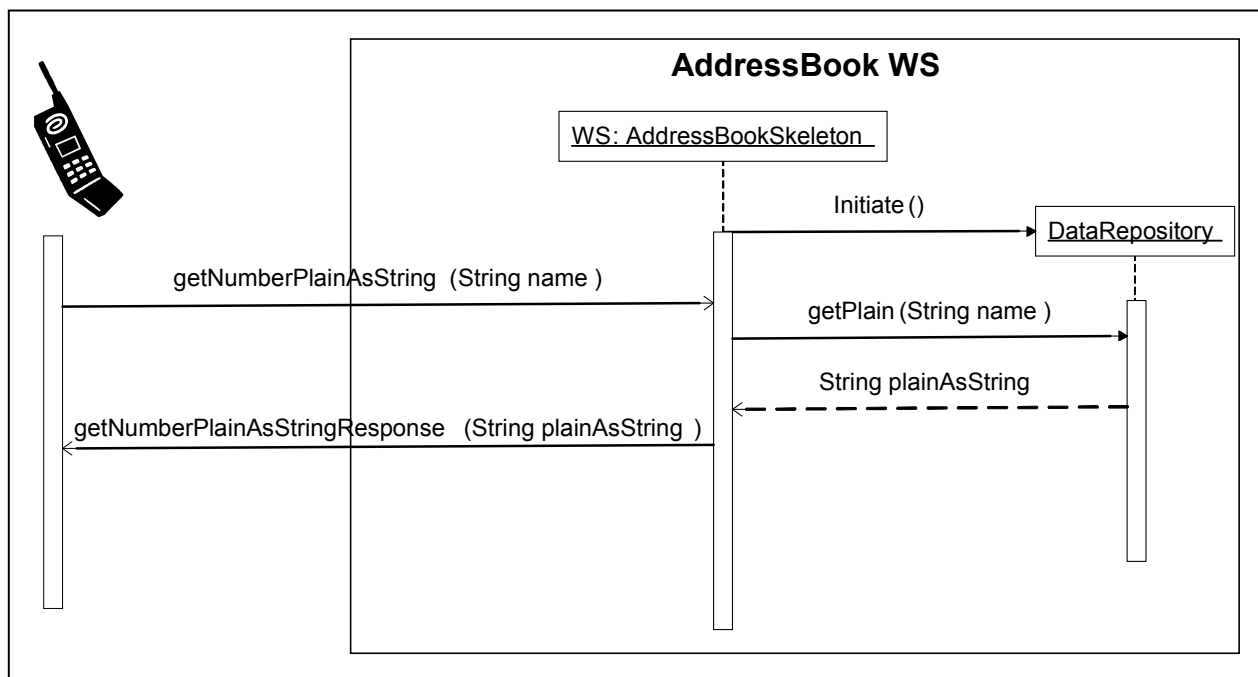 AddressBook WS
WS: AddressBookSkeleton
Initiate ()
DataRepository
getNumberPlainAsString (String name )
getPlain (String name )
String plainAsString
getNumberPlainAsStringResponse (String plainAsString )